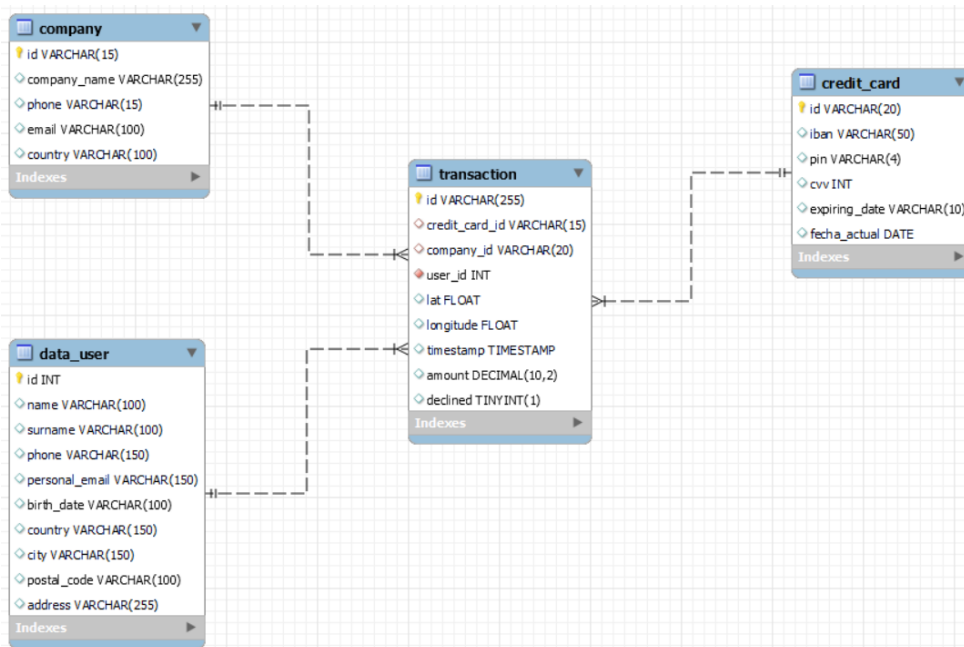 company
id VARCHAR(15)
company_name VARCHAR(255)
phone VARCHAR(15)
email VARCHAR(100)
country VARCHAR(100)
Indexes
credit_card
id VARCHAR(20)
iban VARCHAR(50)
pin VARCHAR(4)
cvv INT
expiring_date VARCHAR(10)
fecha_actual DATE
Indexes
transaction
id VARCHAR(255)
credit_card_id VARCHAR(15)
company_id VARCHAR(20)
user_id INT
lat FLOAT
longitude FLOAT
timestamp TIMESTAMP
amount DECIMAL(10,2)
declined TINYINT(1)
Indexes
data_user
id INT
name VARCHAR(100)
surname VARCHAR(100)
phone VARCHAR(150)
personal_email VARCHAR(150)
birth_date VARCHAR(100)
country VARCHAR(150)
city VARCHAR(150)
postal_code VARCHAR(100)
address VARCHAR(255)
Indexes